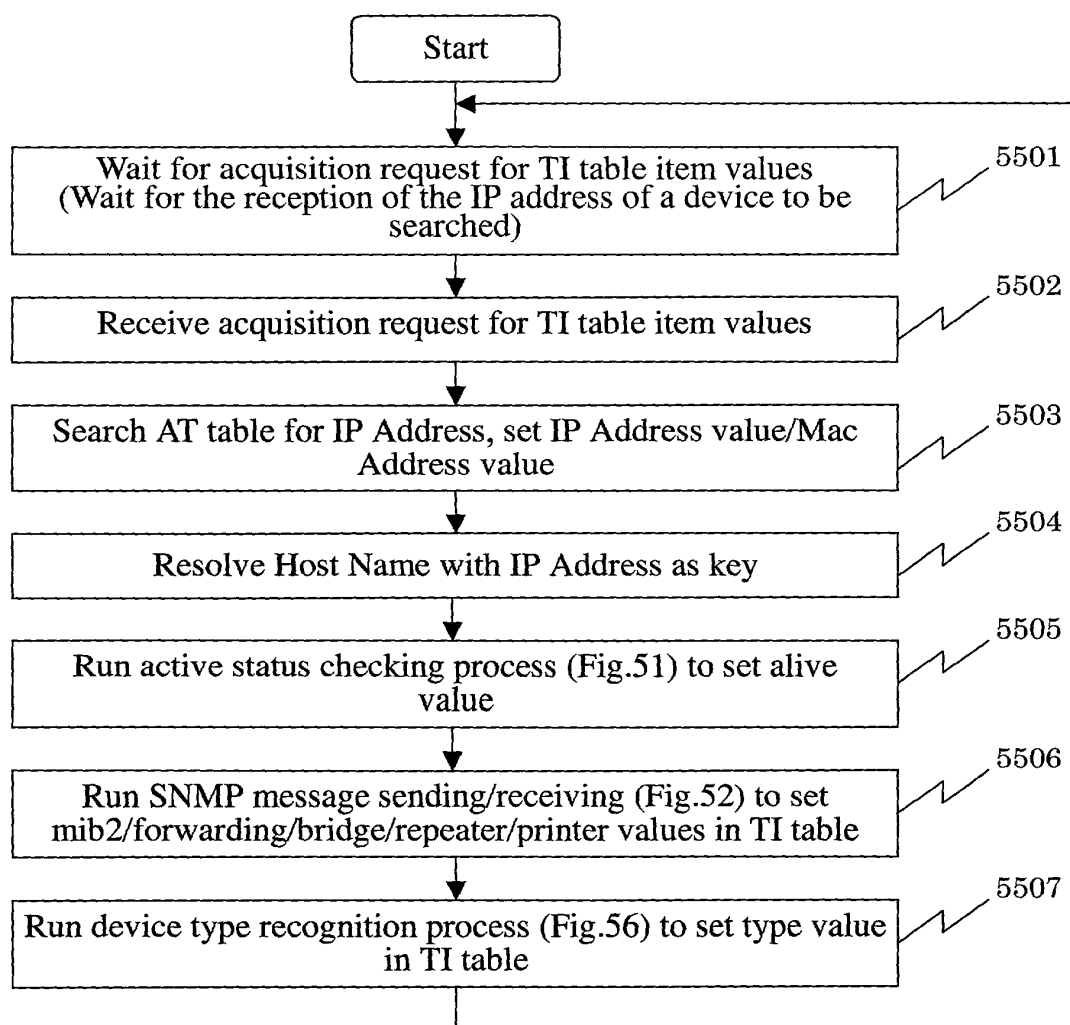 Start
Wait for acquisition request for TI table item values
(Wait for the reception of the IP address of a device to be
searched)
5501
Receive acquisition request for TI table item values
5502
Search AT table for IP Address, set IP Address value/Mac
Address value
5503
Resolve Host Name with IP Address as key
5504
Run active status checking process (Fig.51) to set alive
value
5505
Run SNMP message sending/receiving (Fig.52) to set
mib2/forwarding/bridge/repeater/printer values in TI table
5506
Run device type recognition process (Fig.56) to set type value
in TI table
5507